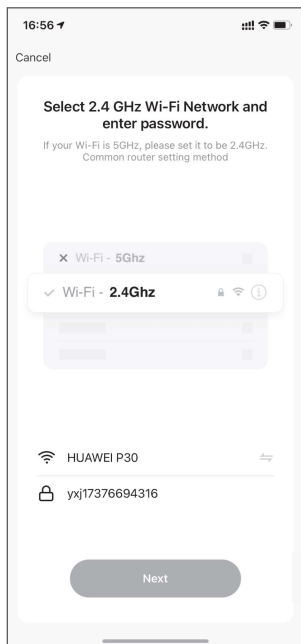 16:56
Cancel
Select 2.4 GHz Wi-Fi Network and
enter password.
If your Wi-Fi is 5GHz, please set it to be 2.4GHz.
Common router setting method
Wi-Fi - 5Ghz
Wi-Fi - 2.4Ghz
HUAWEI P30
yxj17376694316
Next